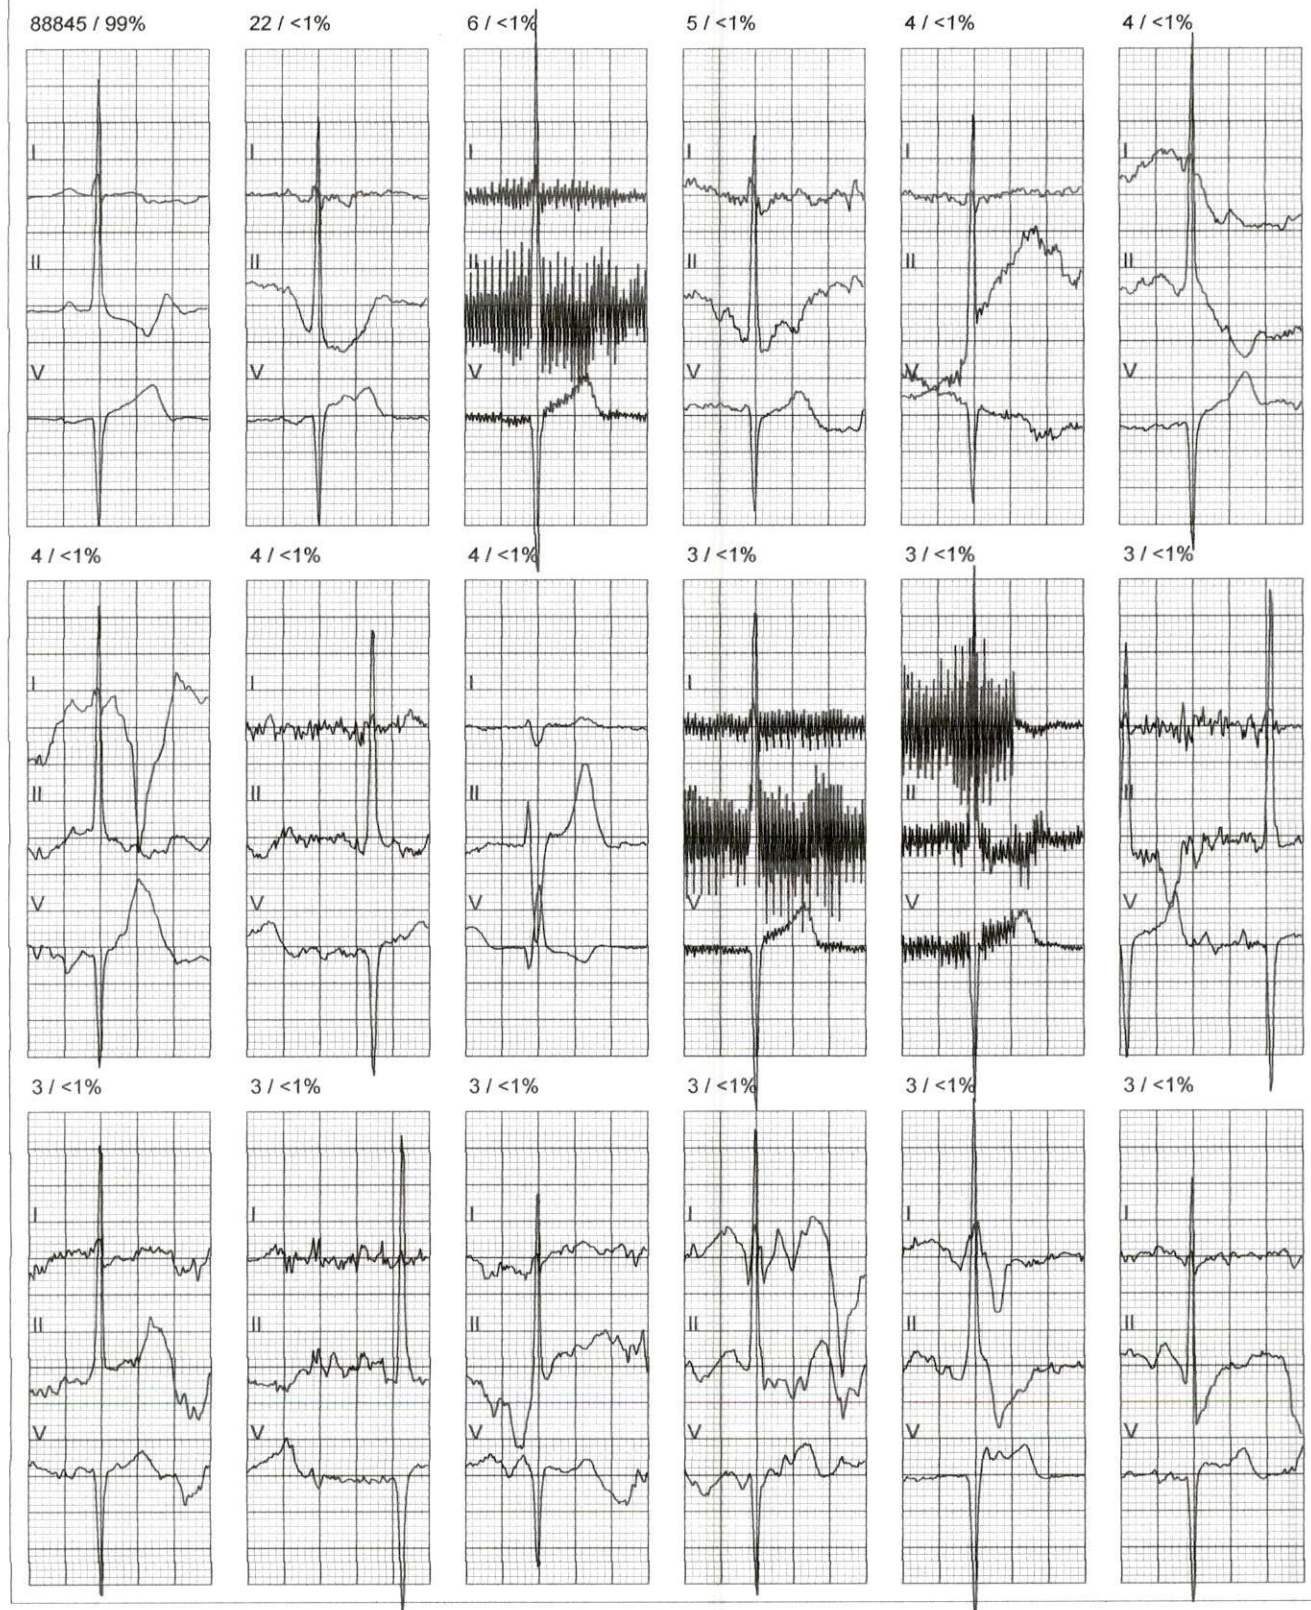 88845 / 99% 22 / <1% 6 / <1% 5 / <1% 4 / <1% 4 / <1%
I I I I I I
II II II II II II
V V V V V V
4 / <1% 4 / <1% 4 / <1% 3 / <1% 3 / <1% 3 / <1%
I I I I I I
II II II II II II
V V V V V V
3 / <1% 3 / <1% 3 / <1% 3 / <1% 3 / <1% 3 / <1%
I I I I I I
II II II II II II
V V V V V V